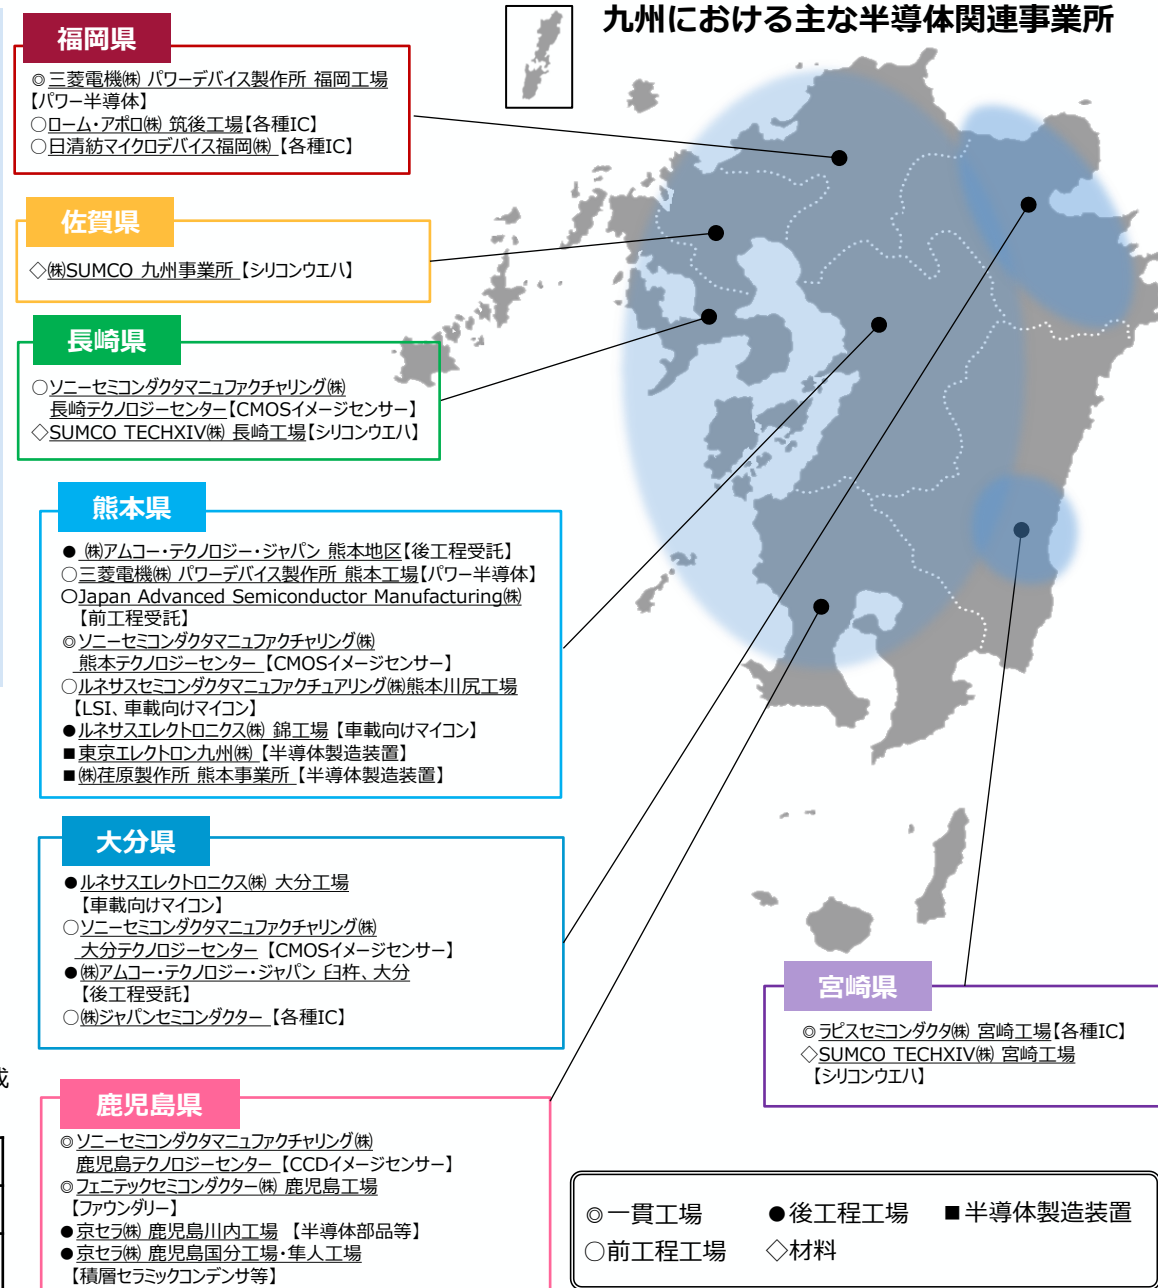 九州における主な半導体関連事業所
福岡県
◎三菱電機㈱ パワーデバイス製作所 福岡工場
【パワー半導体】
○ローム・アポロ㈱ 筑後工場【各種IC】
○日清紡マイクロデバイス福岡㈱【各種IC】
佐賀県
◇㈱SUMCO 九州事業所【シリコンウエハ】
長崎県
○ソニーセミコンダクタマニュファクチャリング㈱
長崎テクノロジーセンター【CMOSイメージセンサー】
◇SUMCO TECHXIV㈱ 長崎工場【シリコンウエハ】
熊本県
● ㈱アムコー・テクノロジー・ジャパン 熊本地区【後工程受託】
○三菱電機㈱ パワーデバイス製作所 熊本工場【パワー半導体】
○Japan Advanced Semiconductor Manufacturing㈱
【前工程受託】
◎ソニーセミコンダクタマニュファクチャリング㈱
熊本テクノロジーセンター【CMOSイメージセンサー】
○ルネサスセミコンダクタマニュファクチュアリング㈱熊本川尻工場
【LSI、車載向けマイコン】
●ルネサスエレクトロニクス㈱ 錦工場【車載向けマイコン】
■東京エレクトロン九州㈱【半導体製造装置】
■㈱荏原製作所 熊本事業所【半導体製造装置】
大分県
●ルネサスエレクトロニクス㈱ 大分工場
【車載向けマイコン】
○ソニーセミコンダクタマニュファクチャリング㈱
大分テクノロジーセンター【CMOSイメージセンサー】
●㈱アムコー・テクノロジー・ジャパン 臼杵、大分
【後工程受託】
○㈱ジャパンセミコンダクター【各種IC】
宮崎県
◎ラピスセミコンダクタ㈱ 宮崎工場【各種IC】
◇SUMCO TECHXIV㈱ 宮崎工場
【シリコンウエハ】
鹿児島県
◎ソニーセミコンダクタマニュファクチャリング㈱
鹿児島テクノロジーセンター【CCDイメージセンサー】
◎フェニテックセミコンダクター㈱ 鹿児島工場
【ファウンダリー】
●京セラ㈱ 鹿児島川内工場 【半導体部品等】
●京セラ㈱ 鹿児島国分工場・隼人工場
【積層セラミックコンデンサ等】
◎一貫工場 ●後工程工場 ■半導体製造装置
○前工程工場 ◇材料